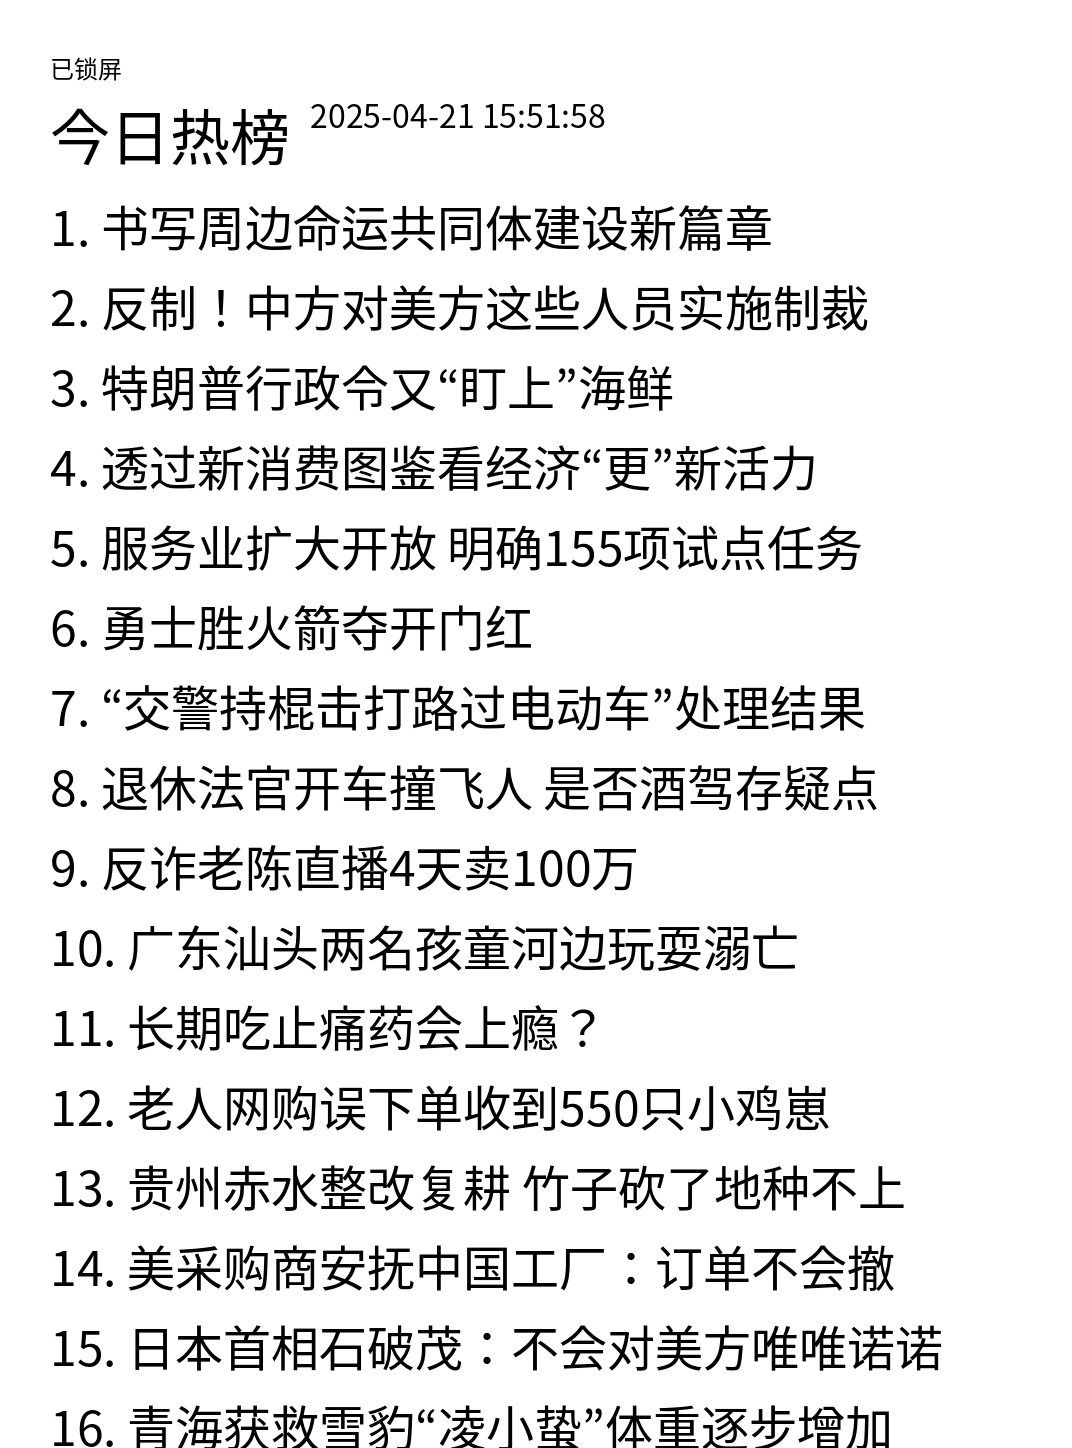 已锁屏
今日热榜 2025-04-21 15:51:58
1. 书写周边命运共同体建设新篇章
2. 反制！中方对美方这些人员实施制裁
3. 特朗普行政令又“盯上”海鲜
4. 透过新消费图鉴看经济“更”新活力
5. 服务业扩大开放 明确155项试点任务
6. 勇士胜火箭夺开门红
7. “交警持棍击打路过电动车”处理结果
8. 退休法官开车撞飞人 是否酒驾存疑点
9. 反诈老陈直播4天卖100万
10. 广东汕头两名孩童河边玩耍溺亡
11. 长期吃止痛药会上瘾？
12. 老人网购误下单收到550只小鸡崽
13. 贵州赤水整改复耕 竹子砍了地种不上
14. 美采购商安抚中国工厂：订单不会撤
15. 日本首相石破茂：不会对美方唯唯诺诺
16. 青海获救雪豹“凌小蛰”体重逐步增加